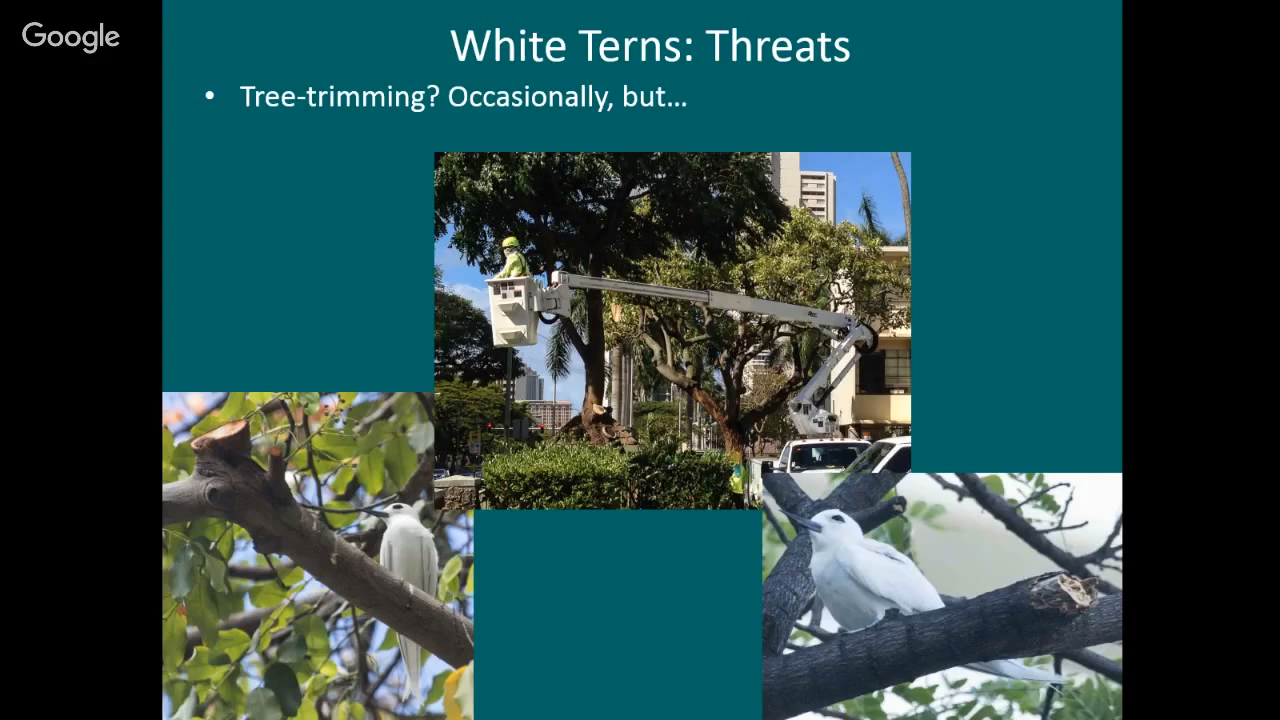 Google
White Terns: Threats
• Tree-trimming? Occasionally, but...